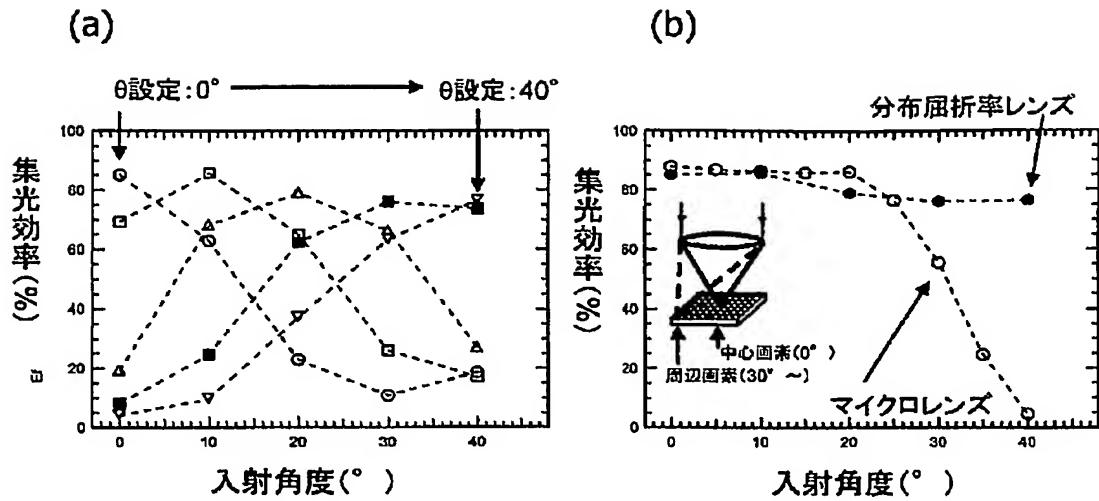 (a)
θ設定:0°
θ設定:40°
集光効率(%)
100
80
60
40
20
0
0
10
20
30
40
入射角度(° )
(b)
分布屈折率レンズ
集光効率(%)
100
80
60
40
20
0
中心画素(0° )
周辺画素(30° ~)
マイクロレンズ
0
10
20
30
40
入射角度(° )